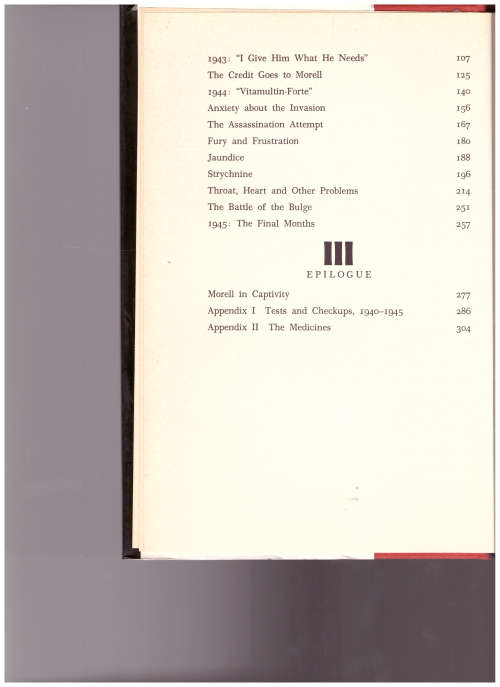 1943: "I Give Him What He Needs" 107
The Credit Goes to Morell 125
1944: "Vitamultin-Forte" 140
Anxiety about the Invasion 156
The Assassination Attempt 167
Fury and Frustration 180
Jaundice 188
Strychnine 196
Throat, Heart and Other Problems 214
The Battle of the Bulge 251
1945: The Final Months 257
III
EPILOGUE
Morell in Captivity 277
Appendix I Tests and Checkups, 1940–1945 286
Appendix II The Medicines 304